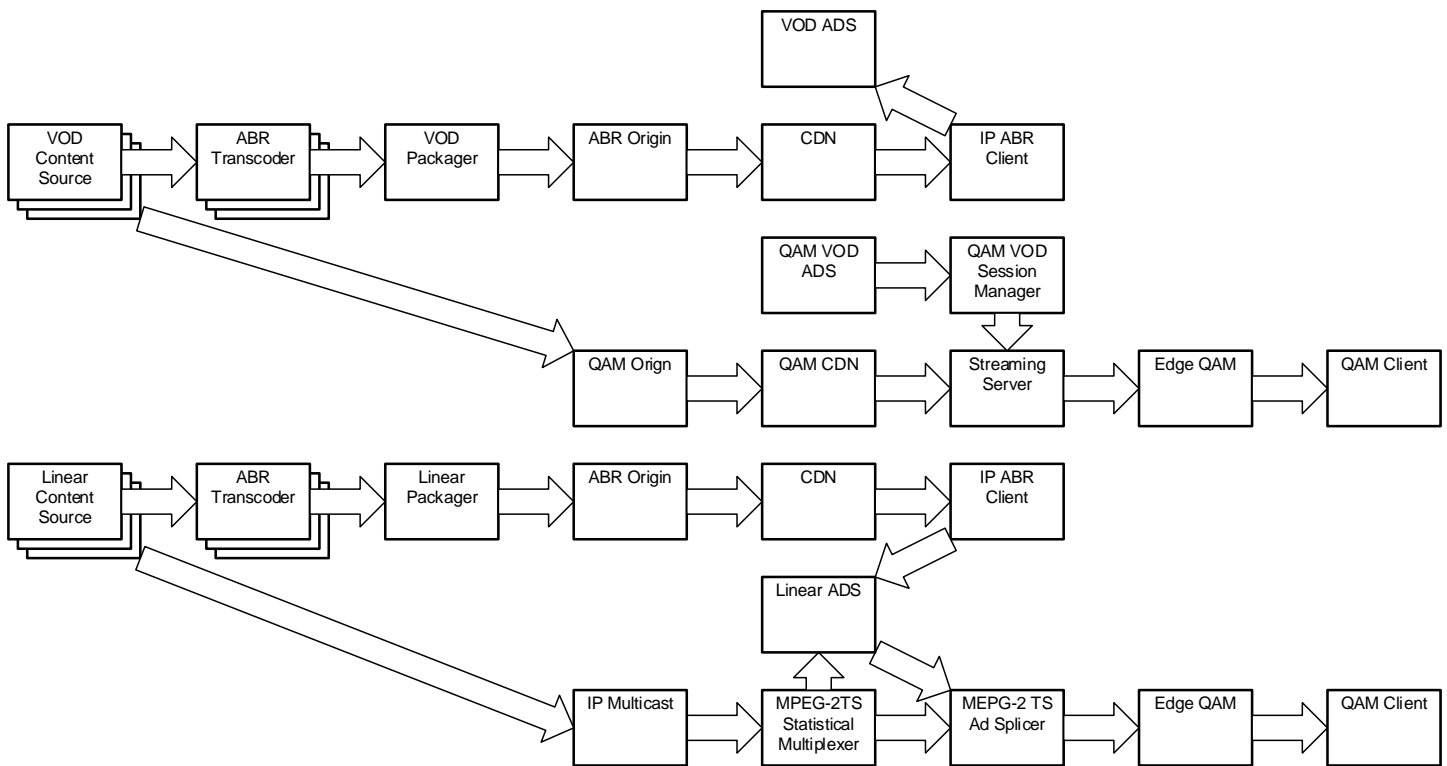 VOD ADS
VOD
Content
Source
ABR
Transcoder
VOD
Packager
ABR Origin
CDN
IP ABR
Client
QAM VOD
ADS
QAM VOD
Session
Manager
QAM Orign
QAM CDN
Streaming
Server
Edge QAM
QAM Client
Linear
Content
Source
ABR
Transcoder
Linear
Packager
ABR Origin
CDN
IP ABR
Client
Linear ADS
IP Multicast
MPEG-2TS
Statistical
Multiplexer
MEPG-2 TS
Ad Splicer
Edge QAM
QAM Client